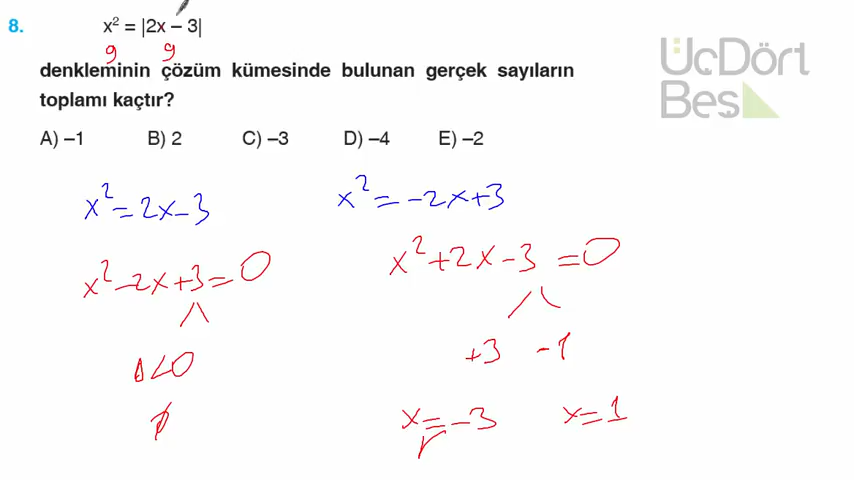 8. x² = |2x – 3|
9 9
denkleminin çözüm kümesinde bulunan gerçek sayıların
toplamı kaçtır?
A) –1 B) 2 C) –3 D) –4 E) –2
ÜçDört
Beş
x² = 2x - 3 x² = -2x + 3
x² - 2x + 3 = 0 x² + 2x - 3 = 0
+3 -1
Δ < 0
x = -3 x = 1